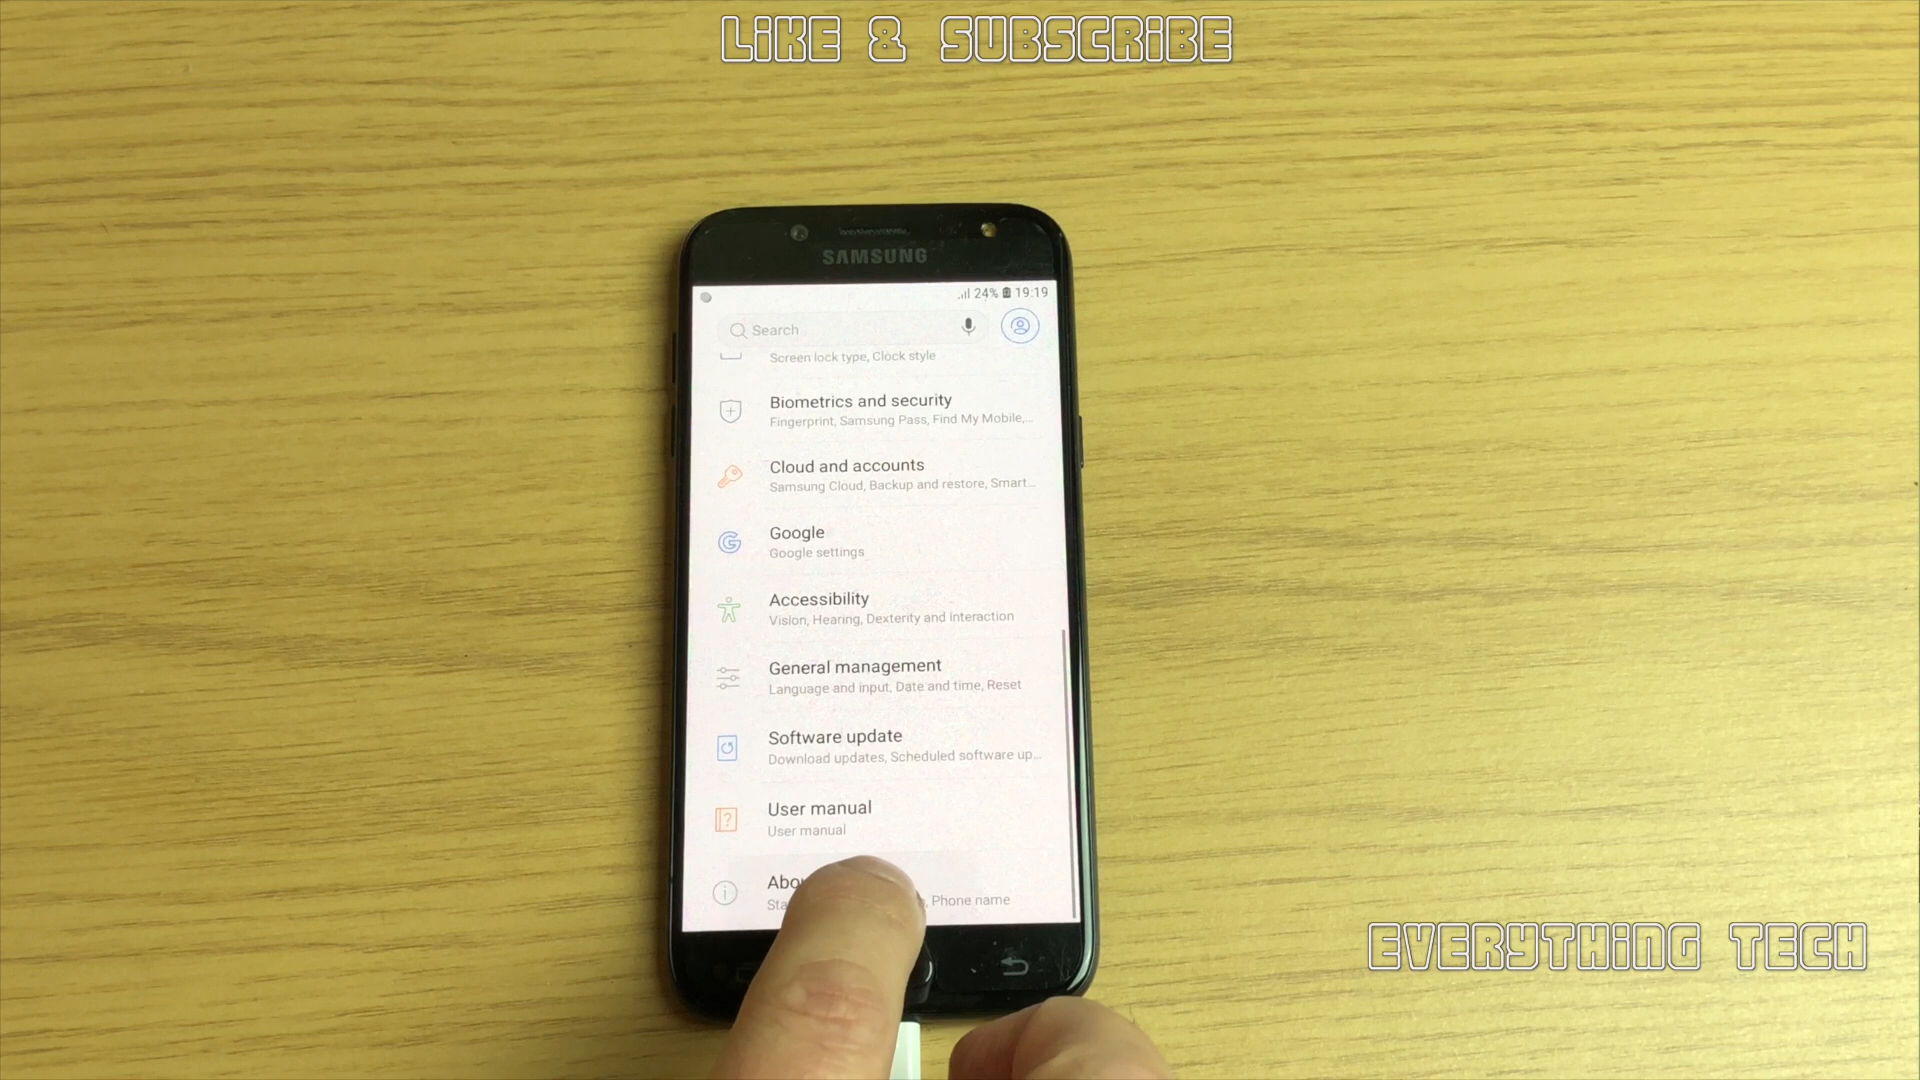 LIKE & SUBSCRIBE
SAMSUNG
24% 19:19
Search
Screen lock type, Clock style
Biometrics and security
Fingerprint, Samsung Pass, Find My Mobile,...
Cloud and accounts
Samsung Cloud, Backup and restore, Smart...
Google
Google settings
Accessibility
Vision, Hearing, Dexterity and interaction
General management
Language and input, Date and time, Reset
Software update
Download updates, Scheduled software up...
User manual
User manual
, Phone name
EVERYTHING TECH